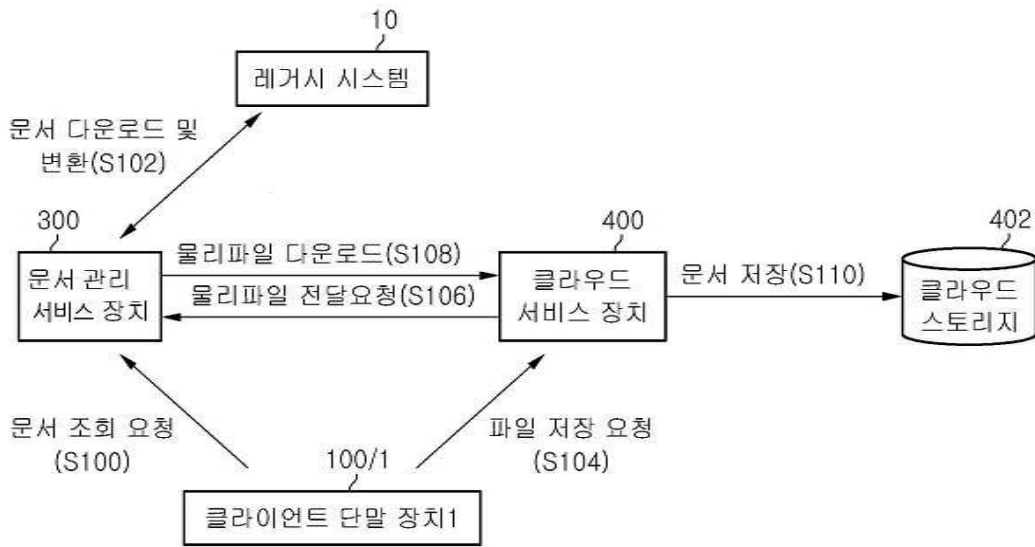 10
레거시 시스템
문서 다운로드 및
변환(S102)
300
문서 관리
서비스 장치
물리파일 다운로드(S108)
물리파일 전달요청(S106)
400
클라우드
서비스 장치
문서 저장(S110)
402
클라우드
스토리지
문서 조회 요청
(S100)
파일 저장 요청
(S104)
100/1
클라이언트 단말 장치1